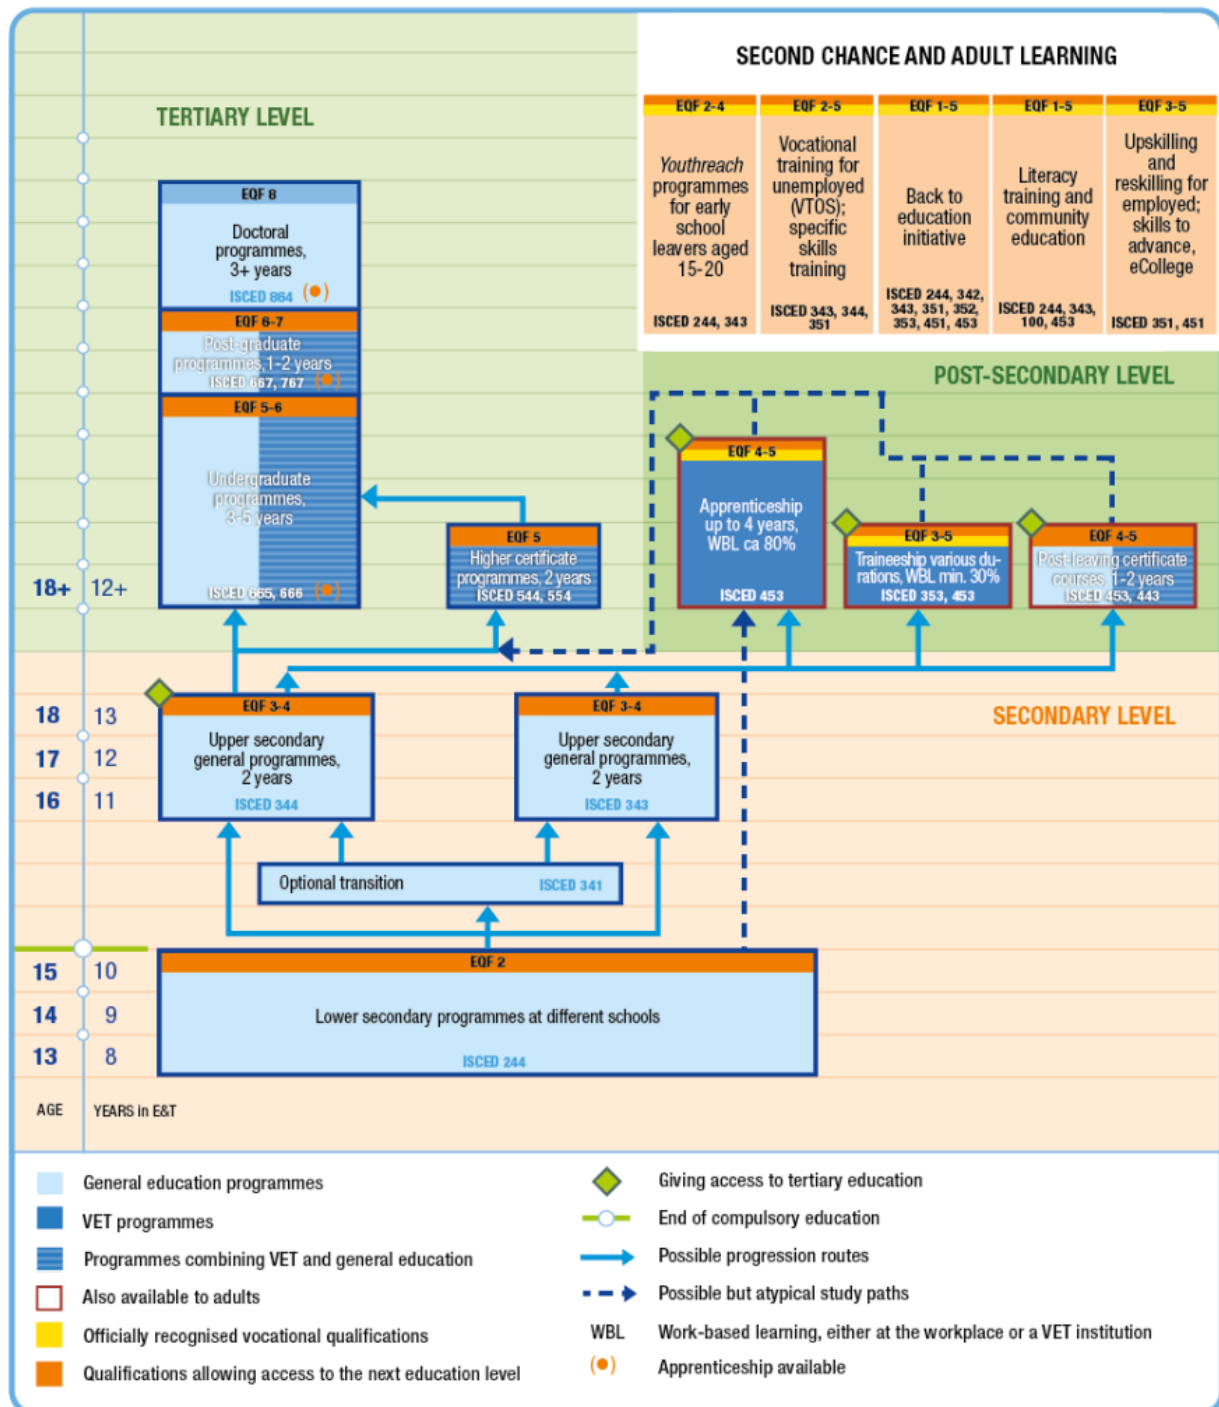 SECOND CHANCE AND ADULT LEARNING
EQF 2-4
Youthreach
programmes
for early
school
leavers aged
15-20
ISCED 244, 343
EQF 2-5
Vocational
training for
unemployed
(VTOS);
specific
skills
training
ISCED 343, 344,
351
EQF 1-5
Back to
education
initiative
ISCED 244, 342,
343, 351, 352,
353, 451, 453
EQF 1-5
Literacy
training and
community
education
ISCED 244, 343,
100, 453
EQF 3-5
Upskilling
and
reskilling for
employed;
skills to
advance,
eCollege
ISCED 351, 451
TERTIARY LEVEL
EQF 8
Doctoral
programmes,
3+ years
ISCED 864
EQF 6-7
Post-graduate
programmes, 1-2 years
ISCED 667, 767
EQF 5-6
Undergraduate
programmes,
3-5 years
ISCED 665, 666
EQF 5
Higher certificate
programmes, 2 years
ISCED 544, 554
POST-SECONDARY LEVEL
EQF 4-5
Apprenticeship
up to 4 years,
WBL ca 80%
ISCED 453
EQF 3-5
Traineeship various du-
rations, WBL min. 30%
ISCED 353, 453
EQF 4-5
Post-leaving certificate
courses, 1-2 years
ISCED 453, 443
18+ 12+
SECONDARY LEVEL
18 13
17 12
16 11
EQF 3-4
Upper secondary
general programmes,
2 years
ISCED 344
EQF 3-4
Upper secondary
general programmes,
2 years
ISCED 343
Optional transition ISCED 341
15 10
14 9
13 8
EQF 2
Lower secondary programmes at different schools
ISCED 244
AGE YEARS in E&T
General education programmes
VET programmes
Programmes combining VET and general education
Also available to adults
Officially recognised vocational qualifications
Qualifications allowing access to the next education level
Giving access to tertiary education
End of compulsory education
Possible progression routes
Possible but atypical study paths
WBL Work-based learning, either at the workplace or a VET institution
Apprenticeship available